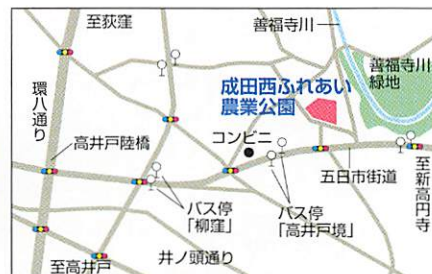 至荻窪
善福寺川
善福寺川
緑地
環八通り
成田西ふれあい
農業公園
高井戸陸橋
コンビニ
至新高円寺
五日市街道
バス停
「柳窪」
バス停
「高井戸境」
井ノ頭通り
至高井戸